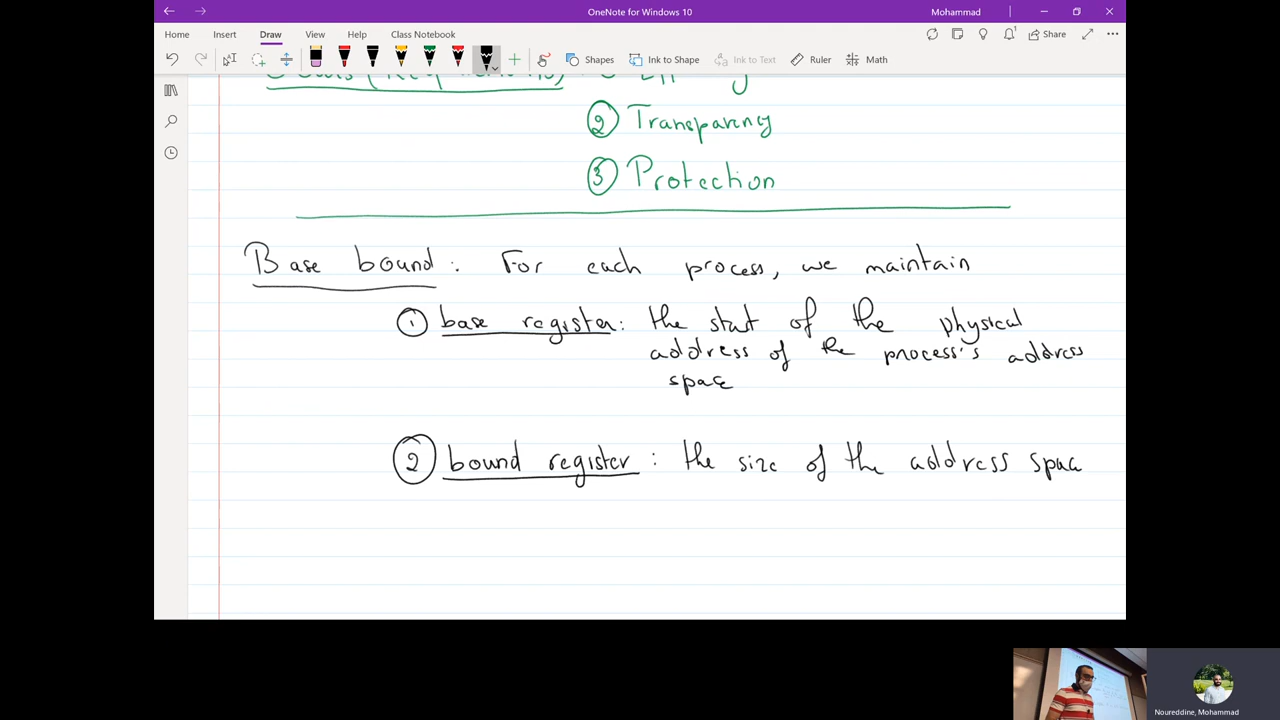 OneNote for Windows 10
Mohammad
Home Insert Draw View Help Class Notebook
Share
Shapes Ink to Shape Ink to Text Ruler Math
② Transparency
③ Protection
Base bound: For each process, we maintain
① base register: the start of the physical
address of the process's address
space
② bound register: the size of the address space
Noureddine, Mohammad